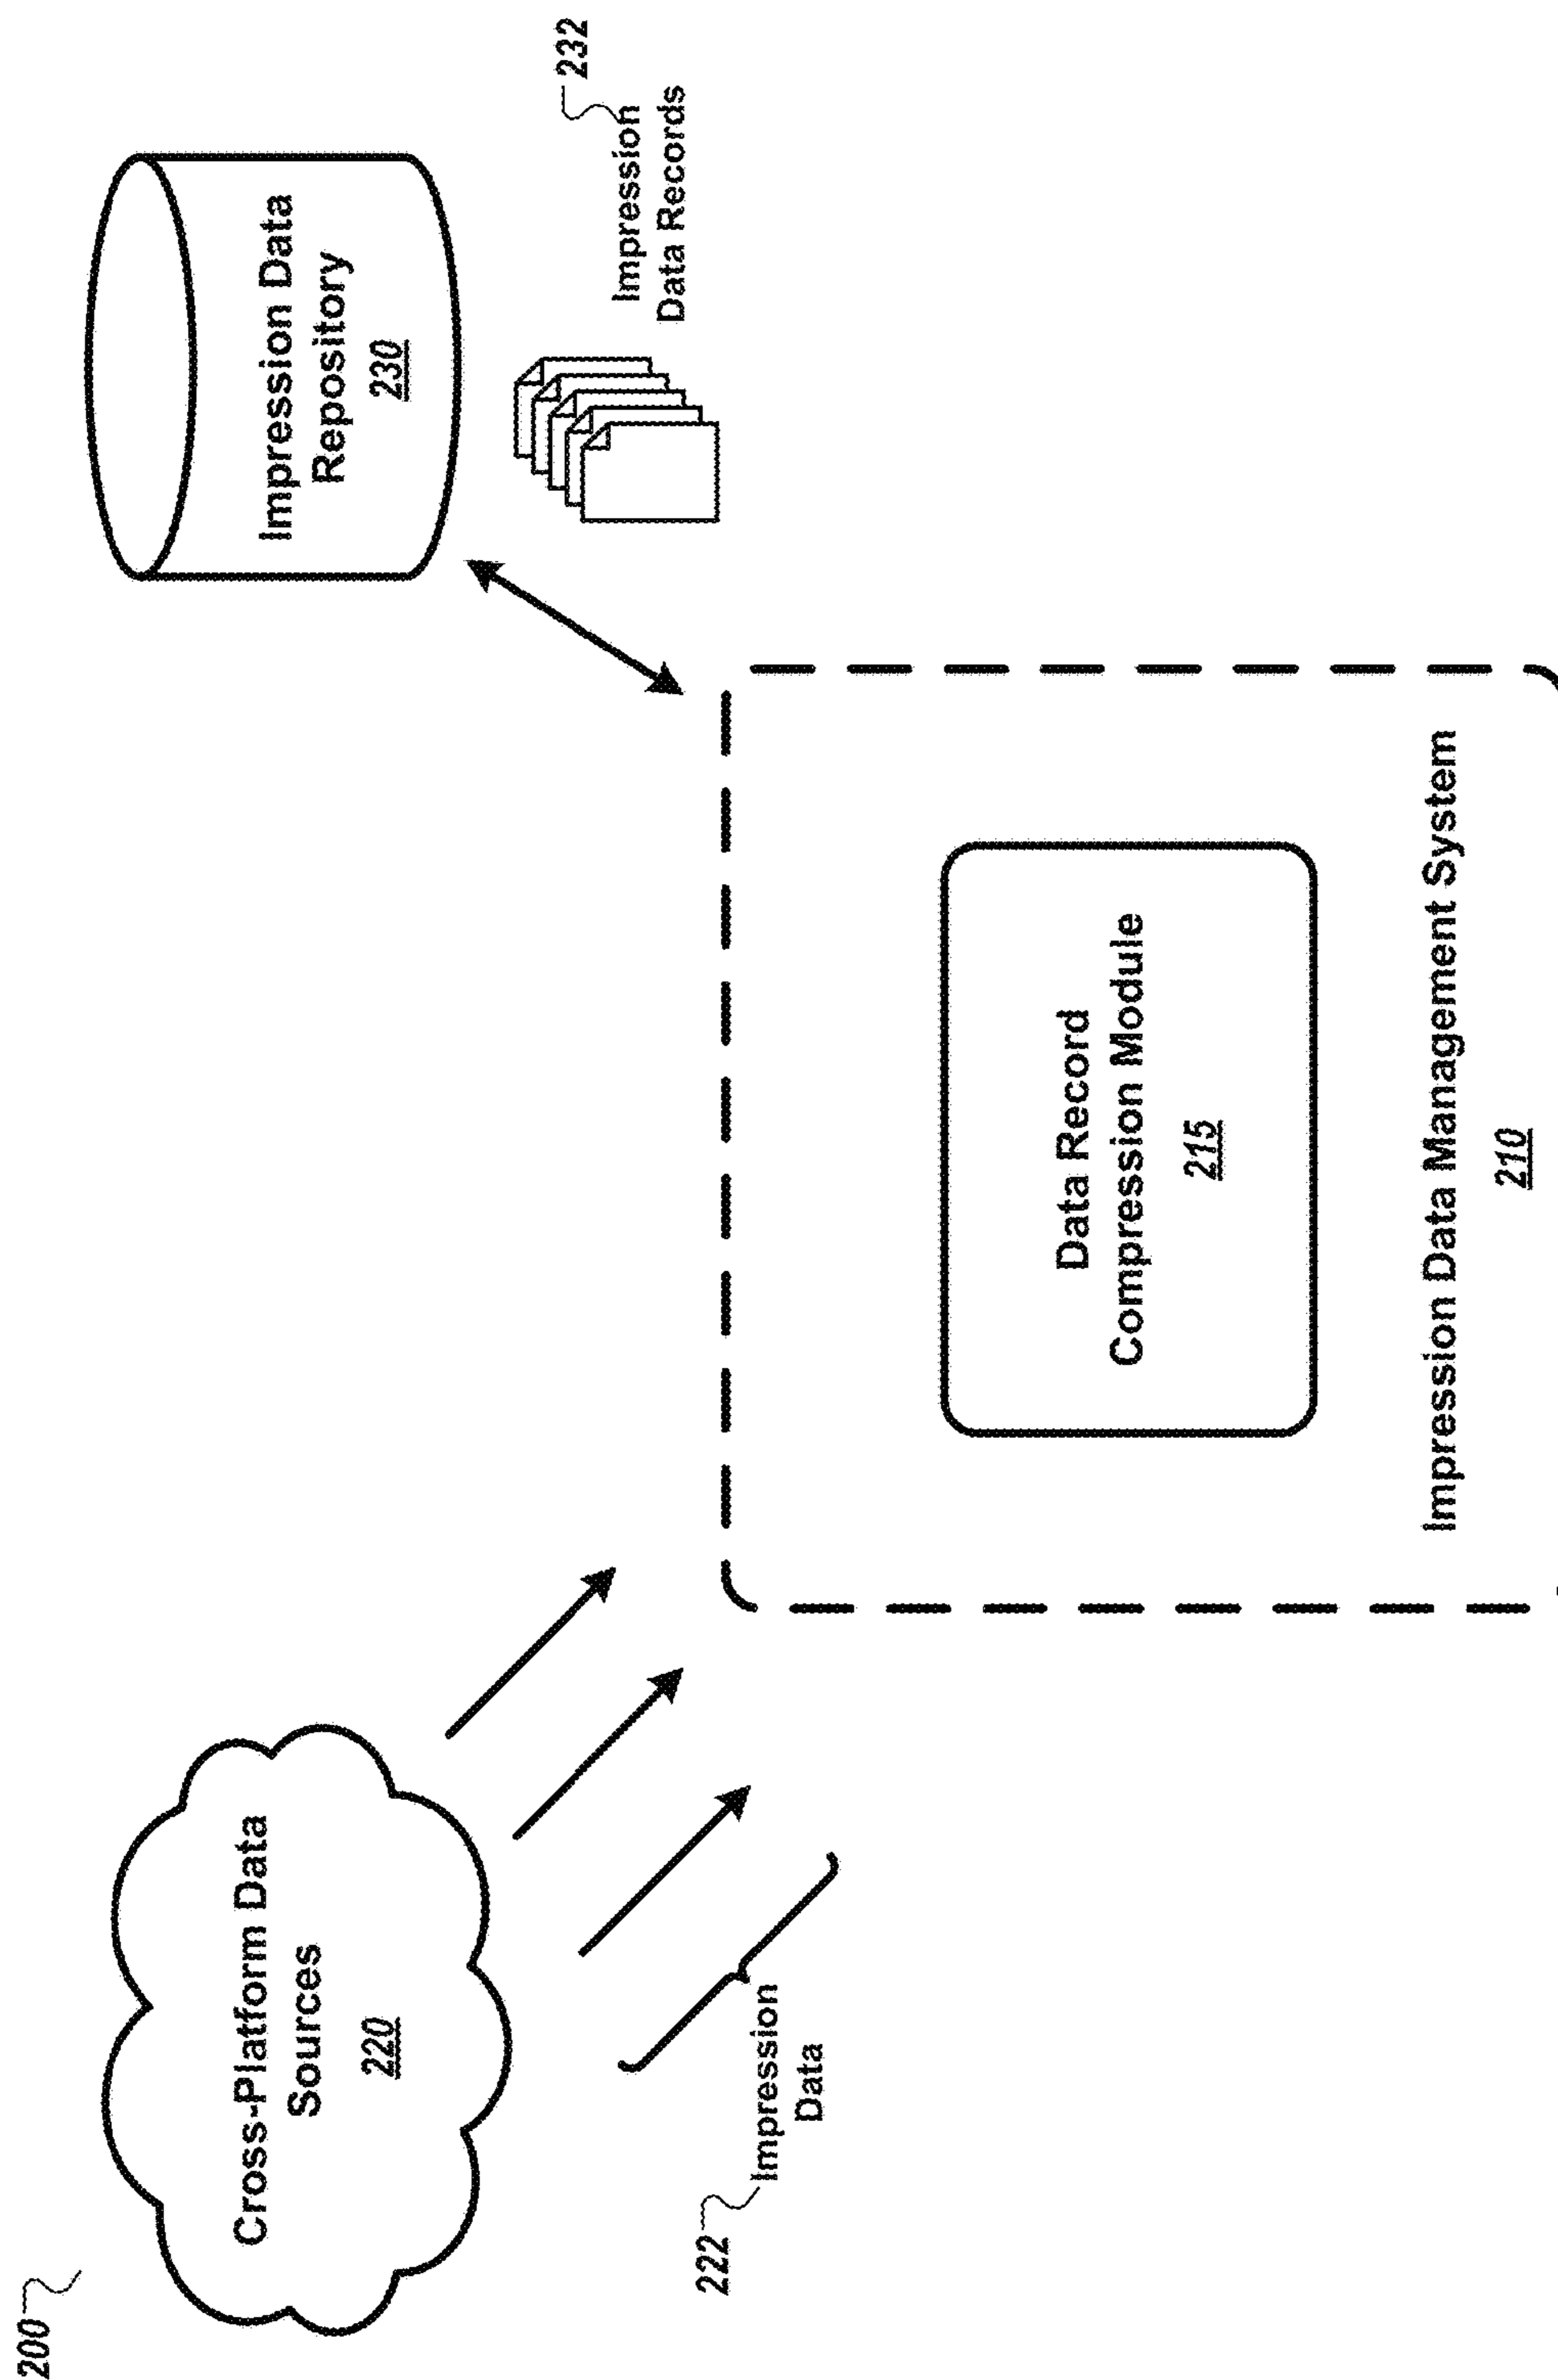 200
Cross-Platform Data
Sources
220
222
Impression
Data
Impression Data
Repository
230
232
Impression
Data Records
Data Record
Compression Module
215
Impression Data Management System
210